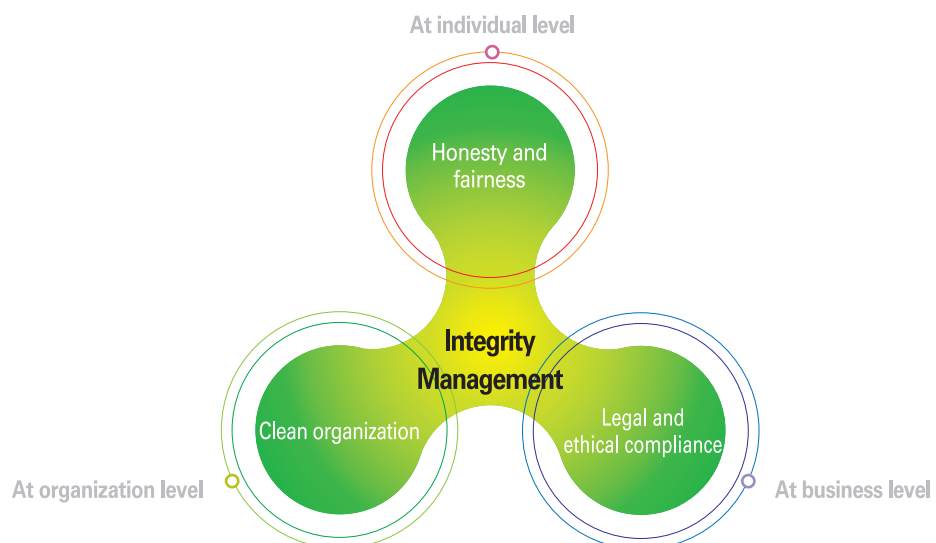 At individual level
Honesty and
fairness
Integrity
Management
Clean organization
Legal and
ethical compliance
At organization level
At business level